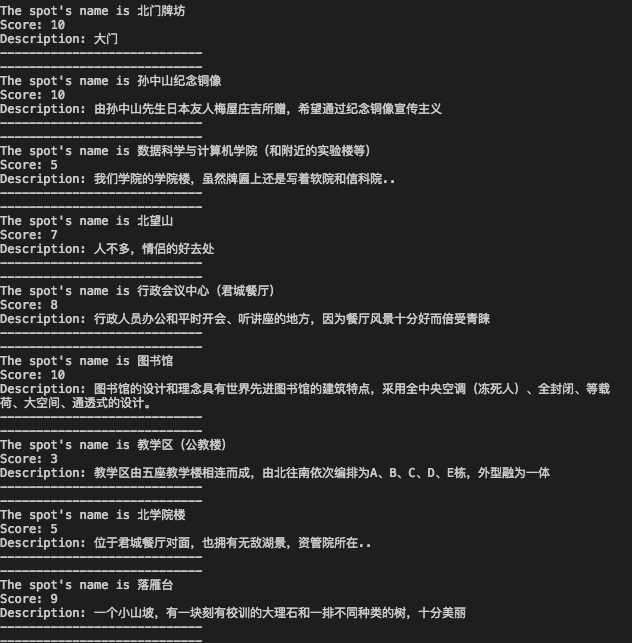 The spot's name is 北门牌坊
Score: 10
Description: 大门
----------------------------
----------------------------
The spot's name is 孙中山纪念铜像
Score: 10
Description: 由孙中山先生日本友人梅屋庄吉所赠，希望通过纪念铜像宣传主义
----------------------------
----------------------------
The spot's name is 数据科学与计算机学院（和附近的实验楼等）
Score: 5
Description: 我们学院的学院楼，虽然牌匾上还是写着软院和信科院..
----------------------------
----------------------------
The spot's name is 北望山
Score: 7
Description: 人不多，情侣的好去处
----------------------------
----------------------------
The spot's name is 行政会议中心（君城餐厅）
Score: 8
Description: 行政人员办公和平时开会、听讲座的地方，因为餐厅风景十分好而倍受青睐
----------------------------
----------------------------
The spot's name is 图书馆
Score: 10
Description: 图书馆的设计和理念具有世界先进图书馆的建筑特点，采用全中央空调（冻死人）、全封闭、等载
荷、大空间、通透式的设计。
----------------------------
----------------------------
The spot's name is 教学区（公教楼）
Score: 3
Description: 教学区由五座教学楼相连而成，由北往南依次编排为A、B、C、D、E栋，外型融为一体
----------------------------
----------------------------
The spot's name is 北学院楼
Score: 5
Description: 位于君城餐厅对面，也拥有无敌湖景，资管院所在..
----------------------------
----------------------------
The spot's name is 落雁台
Score: 9
Description: 一个小山坡，有一块刻有校训的大理石和一排不同种类的树，十分美丽
----------------------------
----------------------------